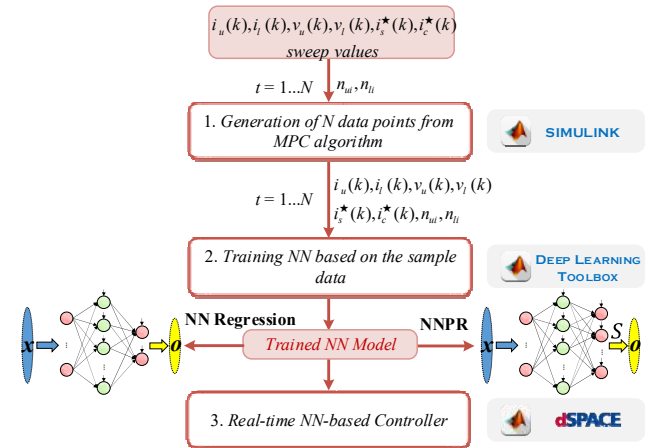 i_u(k),i_l(k),v_u(k),v_l(k),i_s^★(k),i_c^★(k)
sweep values
t = 1...N
n_ui,n_li
1. Generation of N data points from
MPC algorithm
SIMULINK
t = 1...N
i_u(k),i_l(k),v_u(k),v_l(k)
i_s^★(k),i_c^★(k),n_ui,n_li
2. Training NN based on the sample
data
DEEP LEARNING
TOOLBOX
NN Regression
NNPR
x
o
Trained NN Model
x
S
o
3. Real-time NN-based Controller
dSPACE